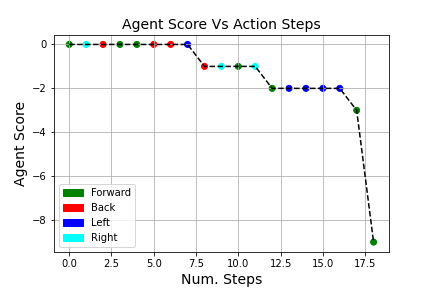 Agent Score Vs Action Steps
Agent Score
0
−2
−4
−6
−8
Forward
Back
Left
Right
0.0 2.5 5.0 7.5 10.0 12.5 15.0 17.5
Num. Steps